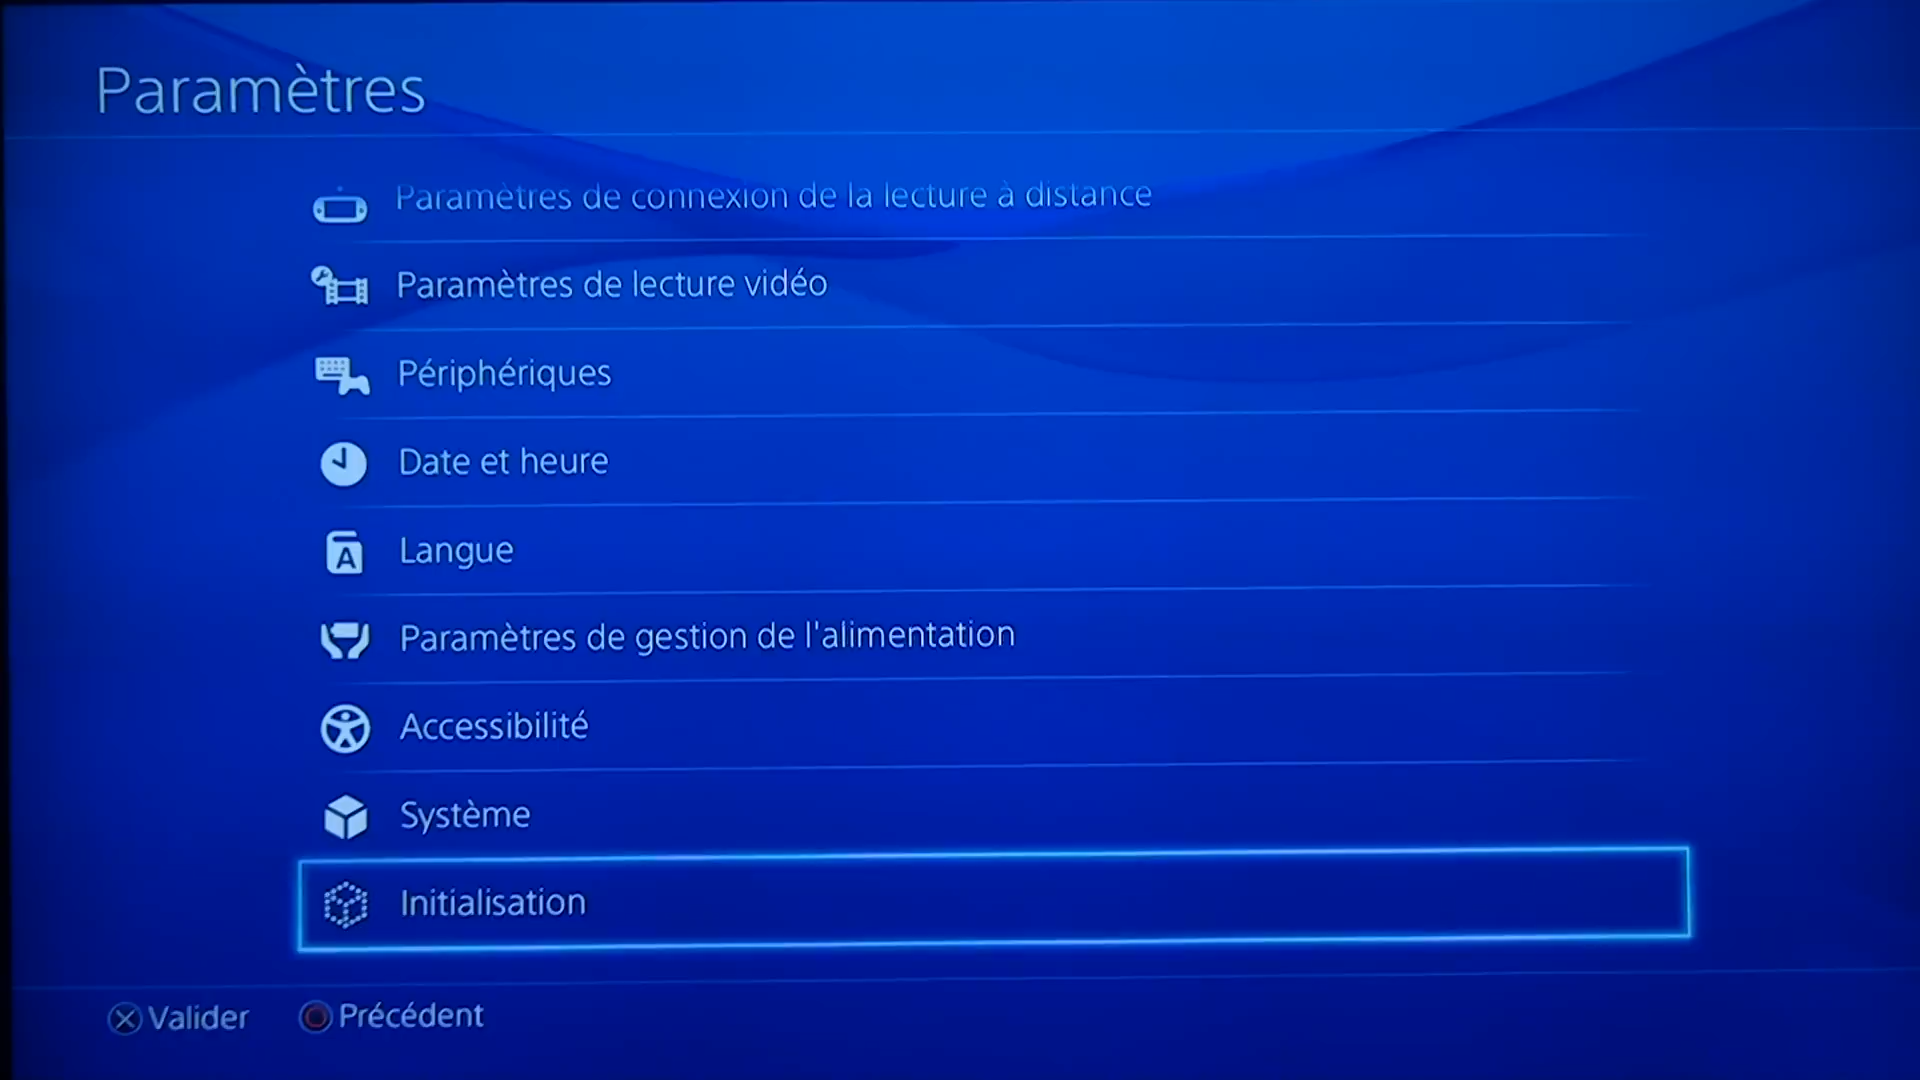 Paramètres
Paramètres de connexion de la lecture à distance
Paramètres de lecture vidéo
Périphériques
Date et heure
Langue
Paramètres de gestion de l'alimentation
Accessibilité
Système
Initialisation
Valider Précédent